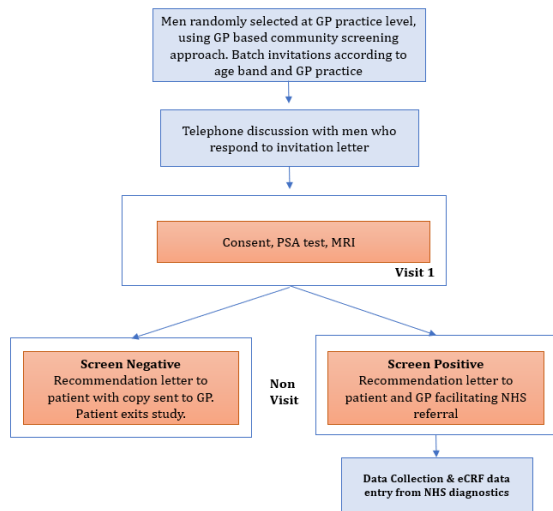 Men randomly selected at GP practice level,
using GP based community screening
approach. Batch invitations according to
age band and GP practice
Telephone discussion with men who
respond to invitation letter
Consent, PSA test, MRI
Visit 1
Screen Negative
Recommendation letter to
patient with copy sent to GP.
Patient exits study.
Non
Visit
Screen Positive
Recommendation letter to
patient and GP facilitating NHS
referral
Data Collection & eCRF data
entry from NHS diagnostics